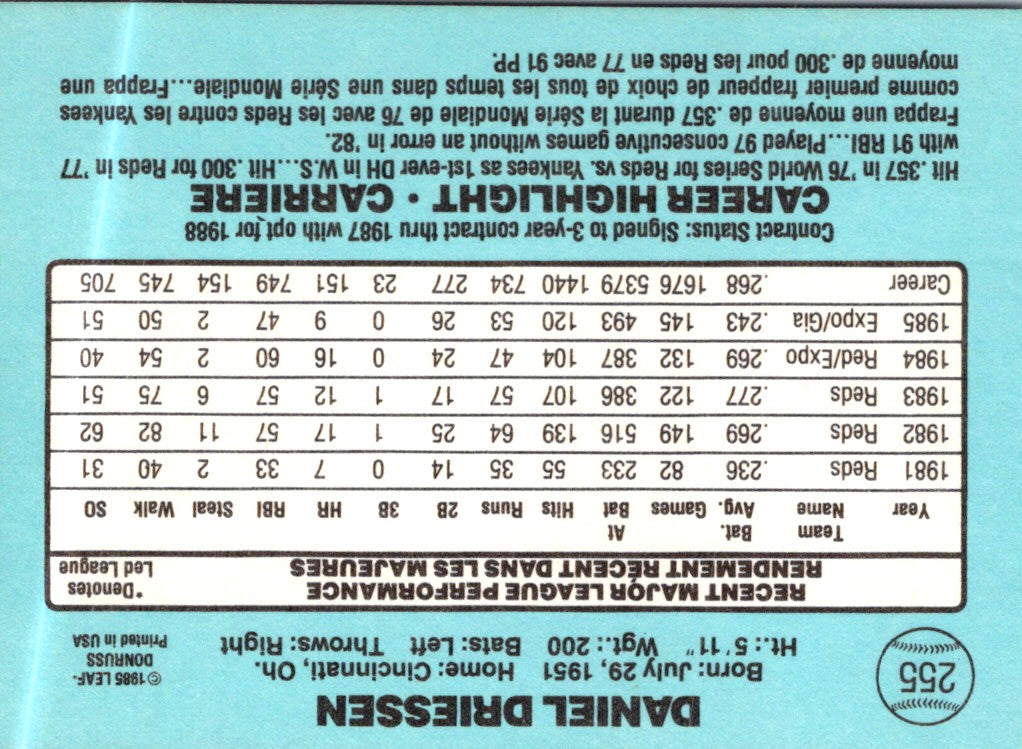 255
DANIEL DRIESSEN
Born: July 29, 1951 Home: Cincinnati, Oh.
Ht.: 5'11" Wgt.: 200 Bats: Left Throws: Right
©1985 LEAF-
DONRUSS
Printed in USA
RECENT MAJOR LEAGUE PERFORMANCE
RENDEMENT RÉCENT DANS LES MAJEURES
*Denotes
Led League
Year Team Name Bat. Avg. Games At Bat Hits Runs 2B 3B HR RBI Steal Walk SO
1981 Reds .236 82 233 55 35 14 0 7 33 2 40 31
1982 Reds .269 149 516 139 64 25 1 17 57 11 82 62
1983 Reds .277 122 386 107 57 17 1 12 57 6 75 51
1984 Red/Expo .269 132 387 104 47 24 0 16 60 2 54 40
1985 Expo/Gia .243 145 493 120 53 26 0 9 47 2 50 51
Career .268 1676 5379 1440 734 277 23 151 749 154 745 705
Contract Status: Signed to 3-year contract thru 1987 with opt for 1988
CAREER HIGHLIGHT • CARRIERE
Hit .357 in '76 World Series for Reds vs. Yankees as 1st-ever DH in W.S...Hit .300 for Reds in '77
with 91 RBI...Played 97 consecutive games without an error in '82.
Frappa une moyenne de .357 durant la Série Mondiale de 76 avec les Reds contre les Yankees
comme premier frappeur de choix de tous les temps dans une Série Mondiale...Frappa une
moyenne de .300 pour les Reds en 77 avec 91 PP.